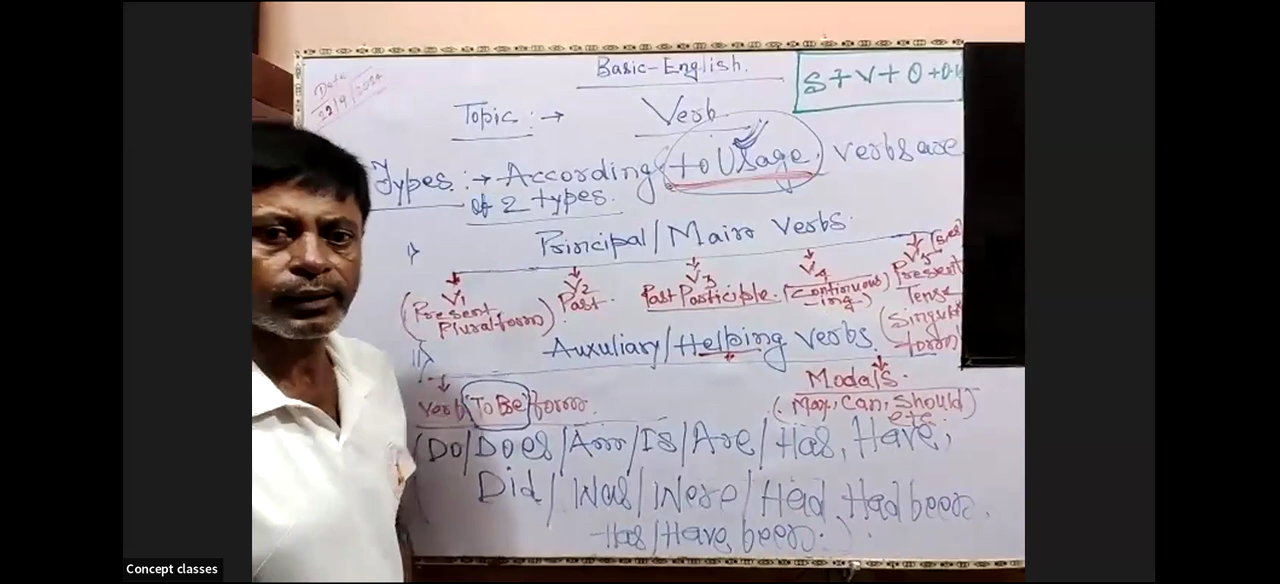 Basic-English.
S+V+O+O.W
Date
22/9/2024
Topic :→ Verb
Types :→ According to Usage, verbs are
of 2 types.
i) Principal/Main Verbs.
V1 V2 V3 V4 V5
(Present Plural form) Past. Past Participle. (Continuous -ing) Present Tense (Singular form)
ii) Auxuliary/Helping verbs.
Verb To Be forms. Modals.
(May, Can, Should etc.
(Do/Does/Am/Is/Are/Has, Have,
Did/Was/Were/Had, Had been.
Has/Have been.)
Concept classes